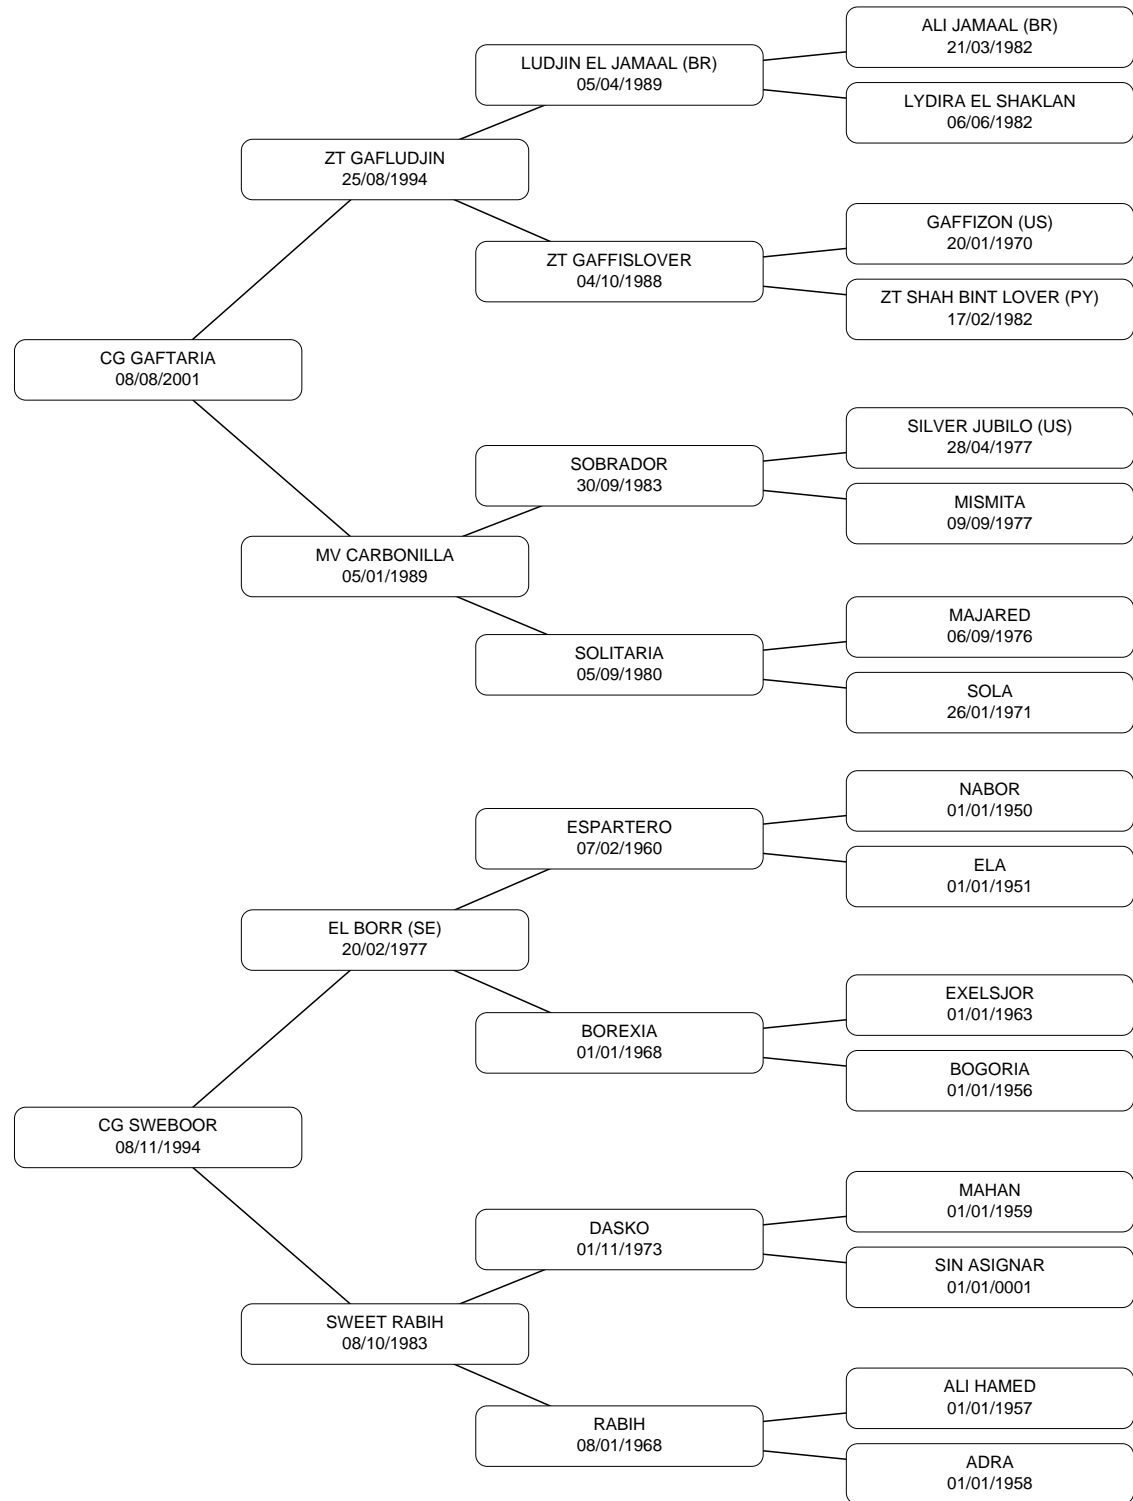 ALI JAMAAL (BR)
21/03/1982
LUDJIN EL JAMAAL (BR)
05/04/1989
LYDIRA EL SHAKLAN
06/06/1982
ZT GAFLUDJIN
25/08/1994
GAFFIZON (US)
20/01/1970
ZT GAFFISLOVER
04/10/1988
ZT SHAH BINT LOVER (PY)
17/02/1982
CG GAFTARIA
08/08/2001
SILVER JUBILO (US)
28/04/1977
SOBRADOR
30/09/1983
MISMITA
09/09/1977
MV CARBONILLA
05/01/1989
MAJARED
06/09/1976
SOLITARIA
05/09/1980
SOLA
26/01/1971
NABOR
01/01/1950
ESPARTERO
07/02/1960
ELA
01/01/1951
EL BORR (SE)
20/02/1977
EXELSJOR
01/01/1963
BOREXIA
01/01/1968
BOGORIA
01/01/1956
CG SWEBOOR
08/11/1994
MAHAN
01/01/1959
DASKO
01/11/1973
SIN ASIGNAR
01/01/0001
SWEET RABIH
08/10/1983
ALI HAMED
01/01/1957
RABIH
08/01/1968
ADRA
01/01/1958